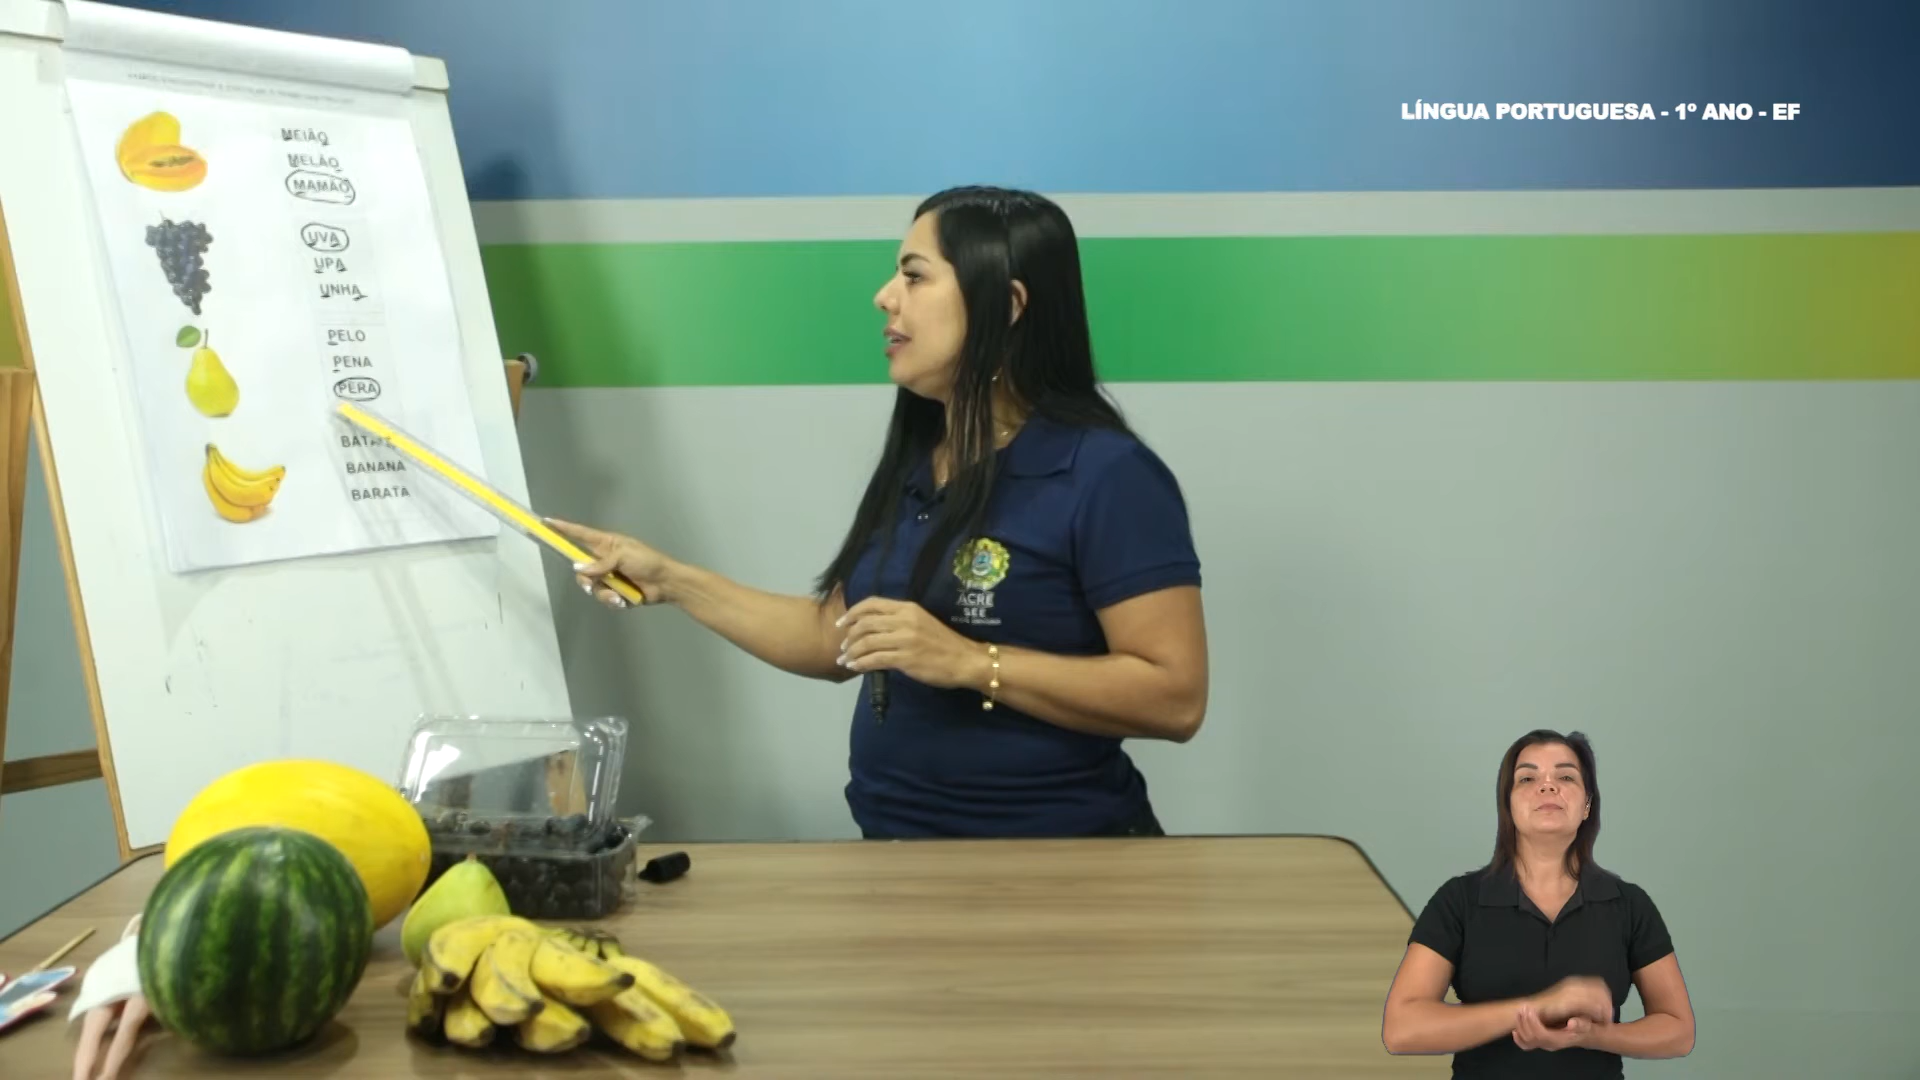 LÍNGUA PORTUGUESA - 1º ANO - EF
MEIÃO
MELÃO
MAMÃO
UVA
UPA
UNHA
PELO
PENA
PERA
BANANA
BARATA
ACRE
SEE